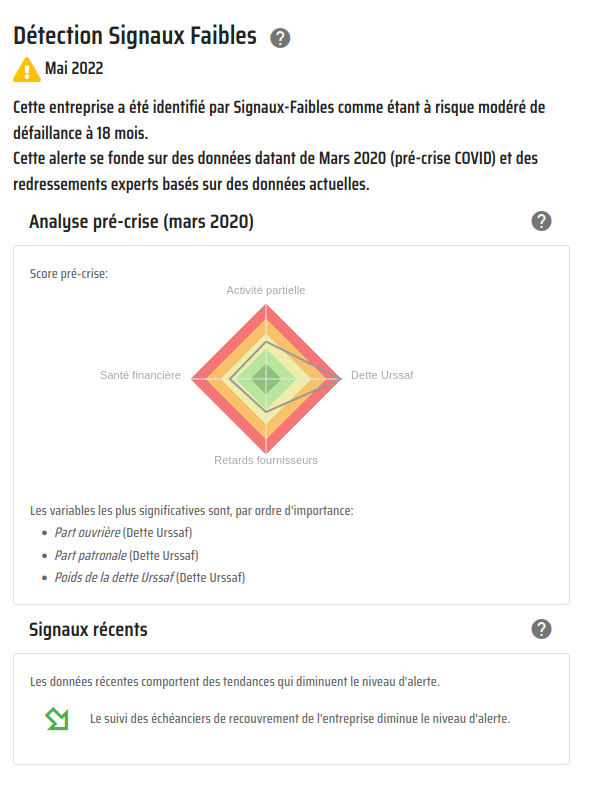 Détection Signaux Faibles ?
Mai 2022
Cette entreprise a été identifié par Signaux-Faibles comme étant à risque modéré de
défaillance à 18 mois.
Cette alerte se fonde sur des données datant de Mars 2020 (pré-crise COVID) et des
redressements experts basés sur des données actuelles.
Analyse pré-crise (mars 2020) ?
Score pré-crise:
Activité partielle
Santé financière
Dette Urssaf
Retards fournisseurs
Les variables les plus significatives sont, par ordre d'importance:
• Part ouvrière (Dette Urssaf)
• Part patronale (Dette Urssaf)
• Poids de la dette Urssaf (Dette Urssaf)
Signaux récents ?
Les données récentes comportent des tendances qui diminuent le niveau d'alerte.
Le suivi des échéanciers de recouvrement de l'entreprise diminue le niveau d'alerte.